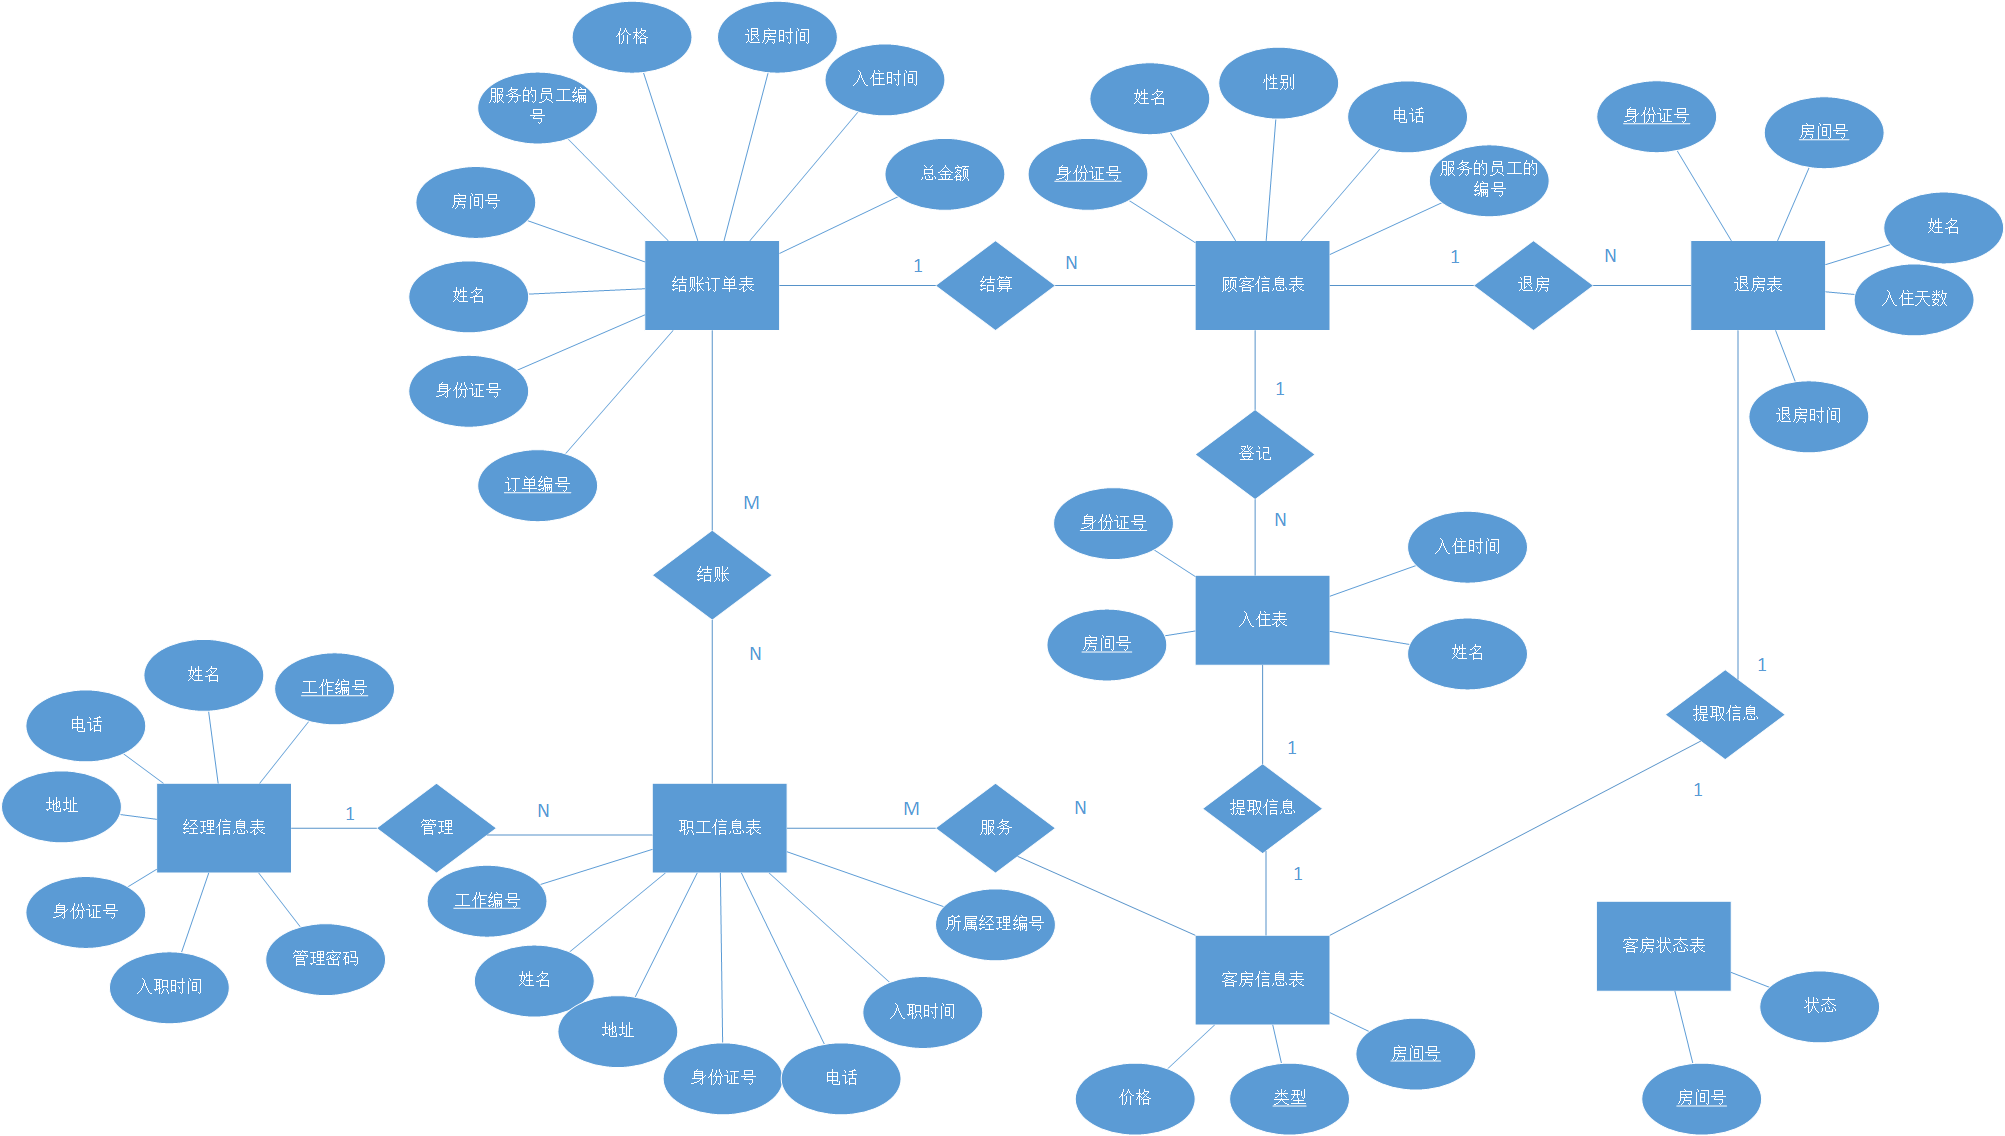 价格
退房时间
入住时间
服务的员工编
号
总金额
房间号
姓名
身份证号
订单编号
结账订单表
1
结算
N
姓名
性别
电话
身份证号
服务的员工的
编号
顾客信息表
1
退房
N
身份证号
房间号
姓名
入住天数
退房时间
退房表
1
登记
N
M
结账
N
身份证号
入住时间
房间号
姓名
入住表
1
提取信息
1
1
提取信息
1
姓名
工作编号
电话
地址
身份证号
入职时间
管理密码
经理信息表
1
管理
N
职工信息表
M
服务
N
工作编号
姓名
地址
身份证号
电话
入职时间
所属经理编号
客房信息表
价格
类型
房间号
客房状态表
状态
房间号